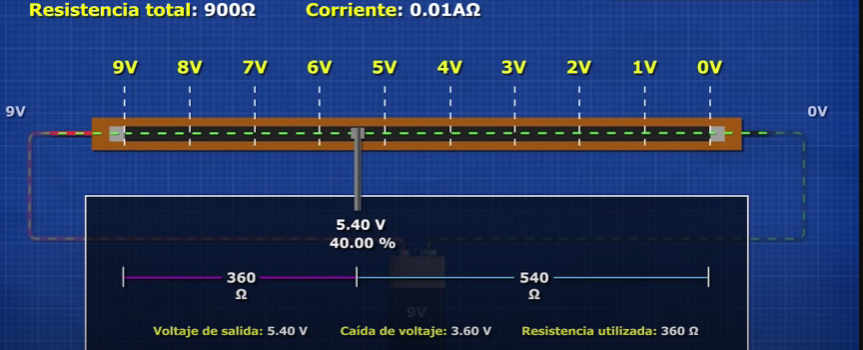 Resistencia total: 900Ω Corriente: 0.01AΩ
9V 8V 7V 6V 5V 4V 3V 2V 1V 0V
9V 0V
5.40 V
40.00 %
360 540
Ω Ω
9V
Voltaje de salida: 5.40 V Caída de voltaje: 3.60 V Resistencia utilizada: 360 Ω